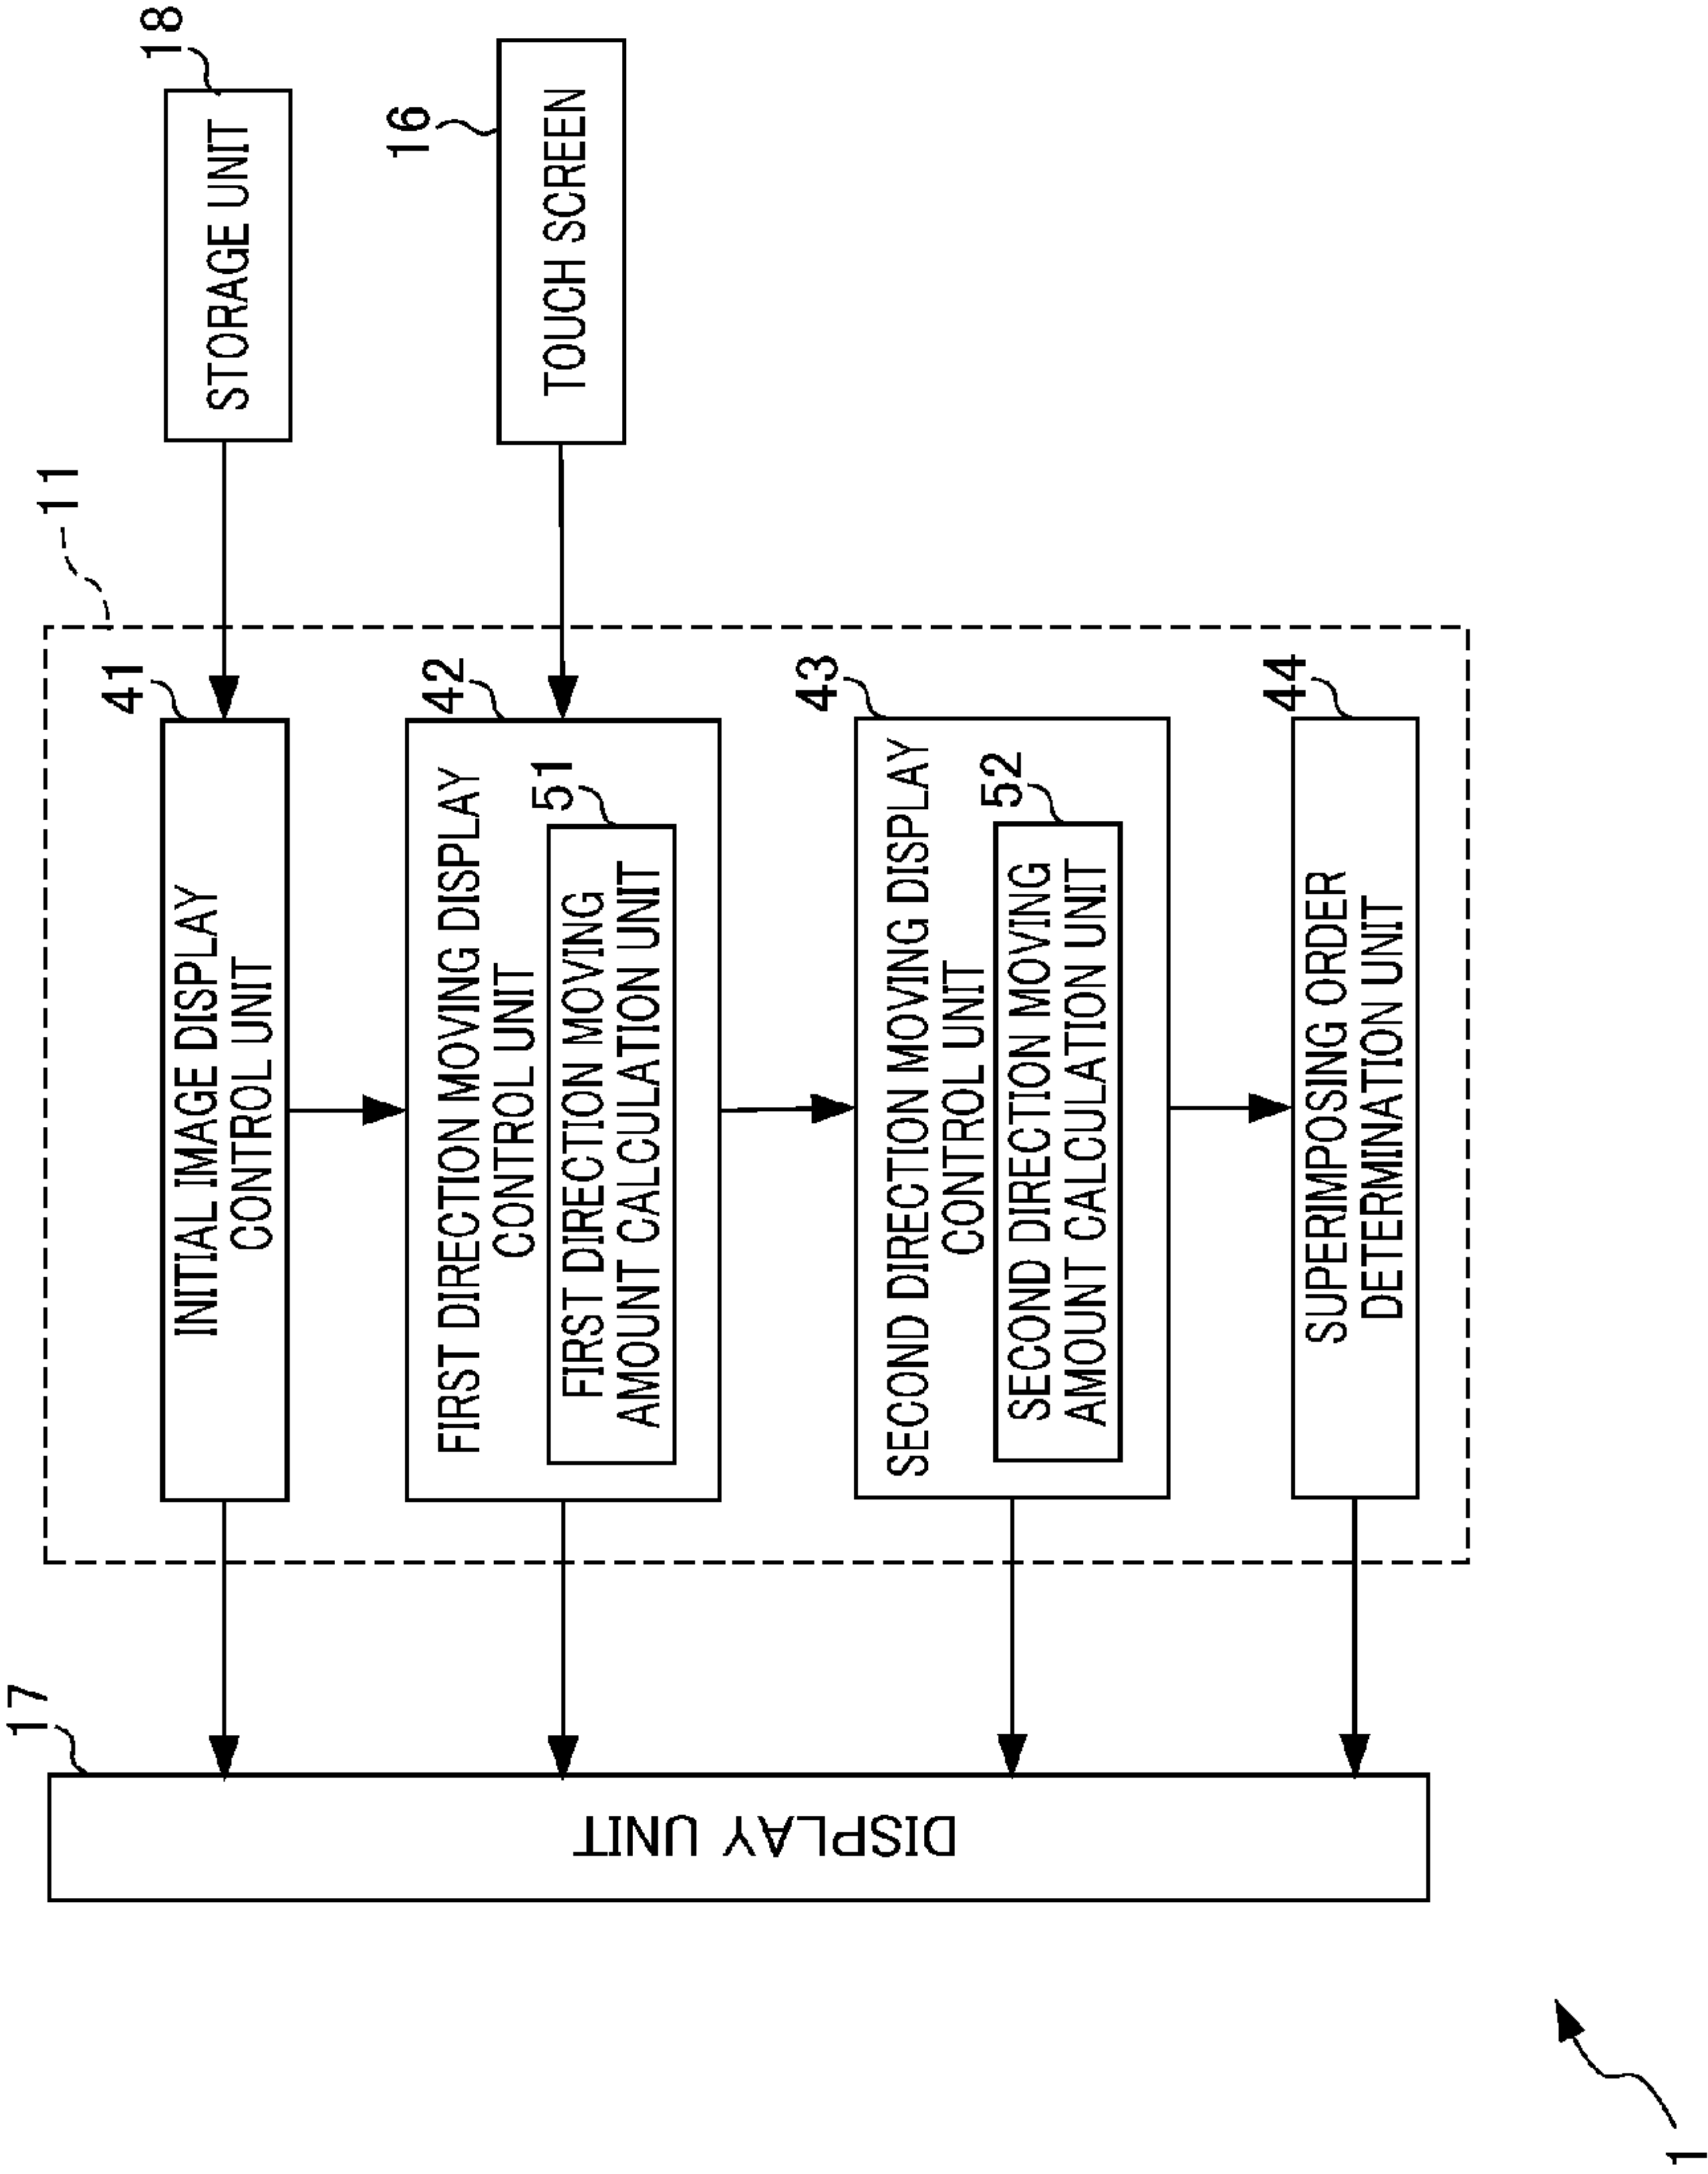 18
STORAGE UNIT
16
TOUCH SCREEN
11
41
INITIAL IMAGE DISPLAY
CONTROL UNIT
42
FIRST DIRECTION MOVING DISPLAY
CONTROL UNIT
51
FIRST DIRECTION MOVING
AMOUNT CALCULATION UNIT
43
SECOND DIRECTION MOVING DISPLAY
CONTROL UNIT
52
SECOND DIRECTION MOVING
AMOUNT CALCULATION UNIT
44
SUPERIMPOSING ORDER
DETERMINATION UNIT
17
DISPLAY UNIT
1